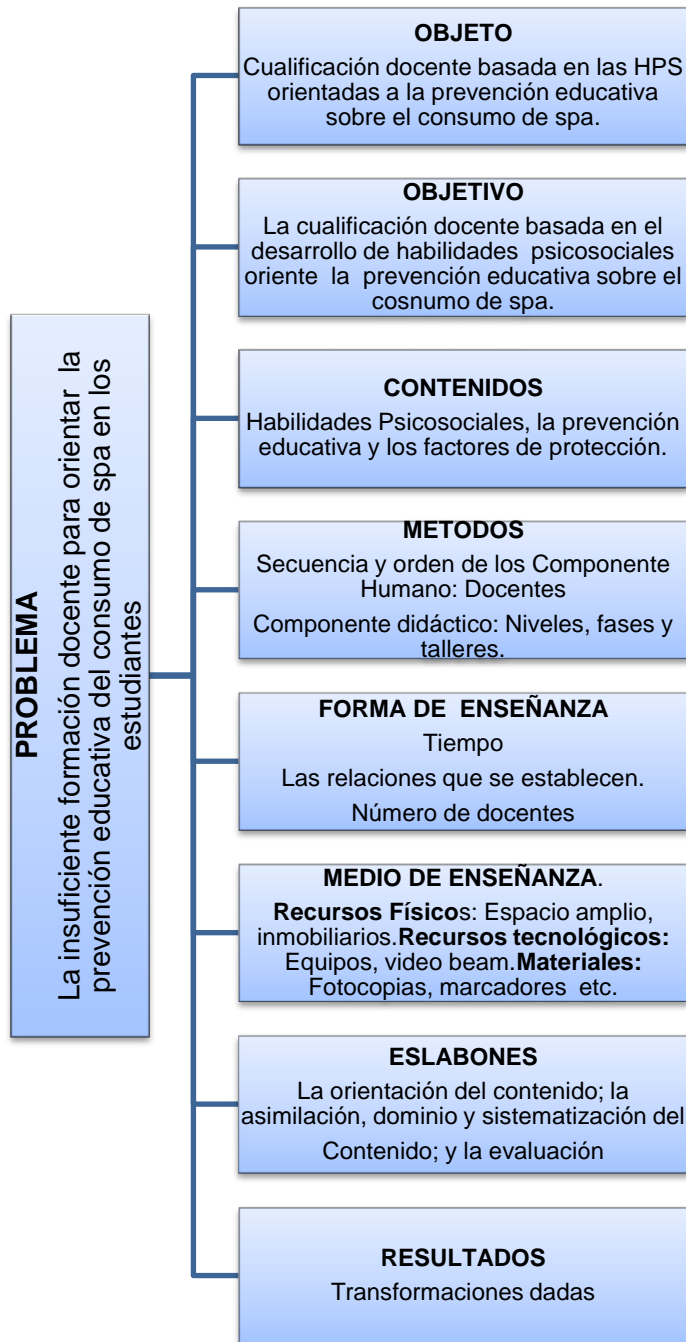 PROBLEMA
La insuficiente formación docente para orientar la
prevención educativa del consumo de spa en los
estudiantes
OBJETO
Cualificación docente basada en las HPS
orientadas a la prevención educativa
sobre el consumo de spa.
OBJETIVO
La cualificación docente basada en el
desarrollo de habilidades psicosociales
oriente la prevención educativa sobre el
cosnumo de spa.
CONTENIDOS
Habilidades Psicosociales, la prevención
educativa y los factores de protección.
METODOS
Secuencia y orden de los Componente
Humano: Docentes
Componente didáctico: Niveles, fases y
talleres.
FORMA DE ENSEÑANZA
Tiempo
Las relaciones que se establecen.
Número de docentes
MEDIO DE ENSEÑANZA.
Recursos Físicos: Espacio amplio,
inmobiliarios.Recursos tecnológicos:
Equipos, video beam.Materiales:
Fotocopias, marcadores etc.
ESLABONES
La orientación del contenido; la
asimilación, dominio y sistematización del
Contenido; y la evaluación
RESULTADOS
Transformaciones dadas